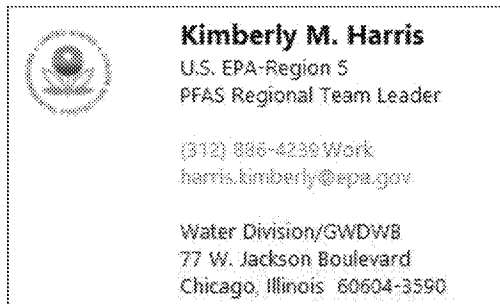 Kimberly M. Harris
U.S. EPA-Region 5
PFAS Regional Team Leader
(312) 886-4239 Work
harris.kimberly@epa.gov
Water Division/GWDWB
77 W. Jackson Boulevard
Chicago, Illinois 60604-3590